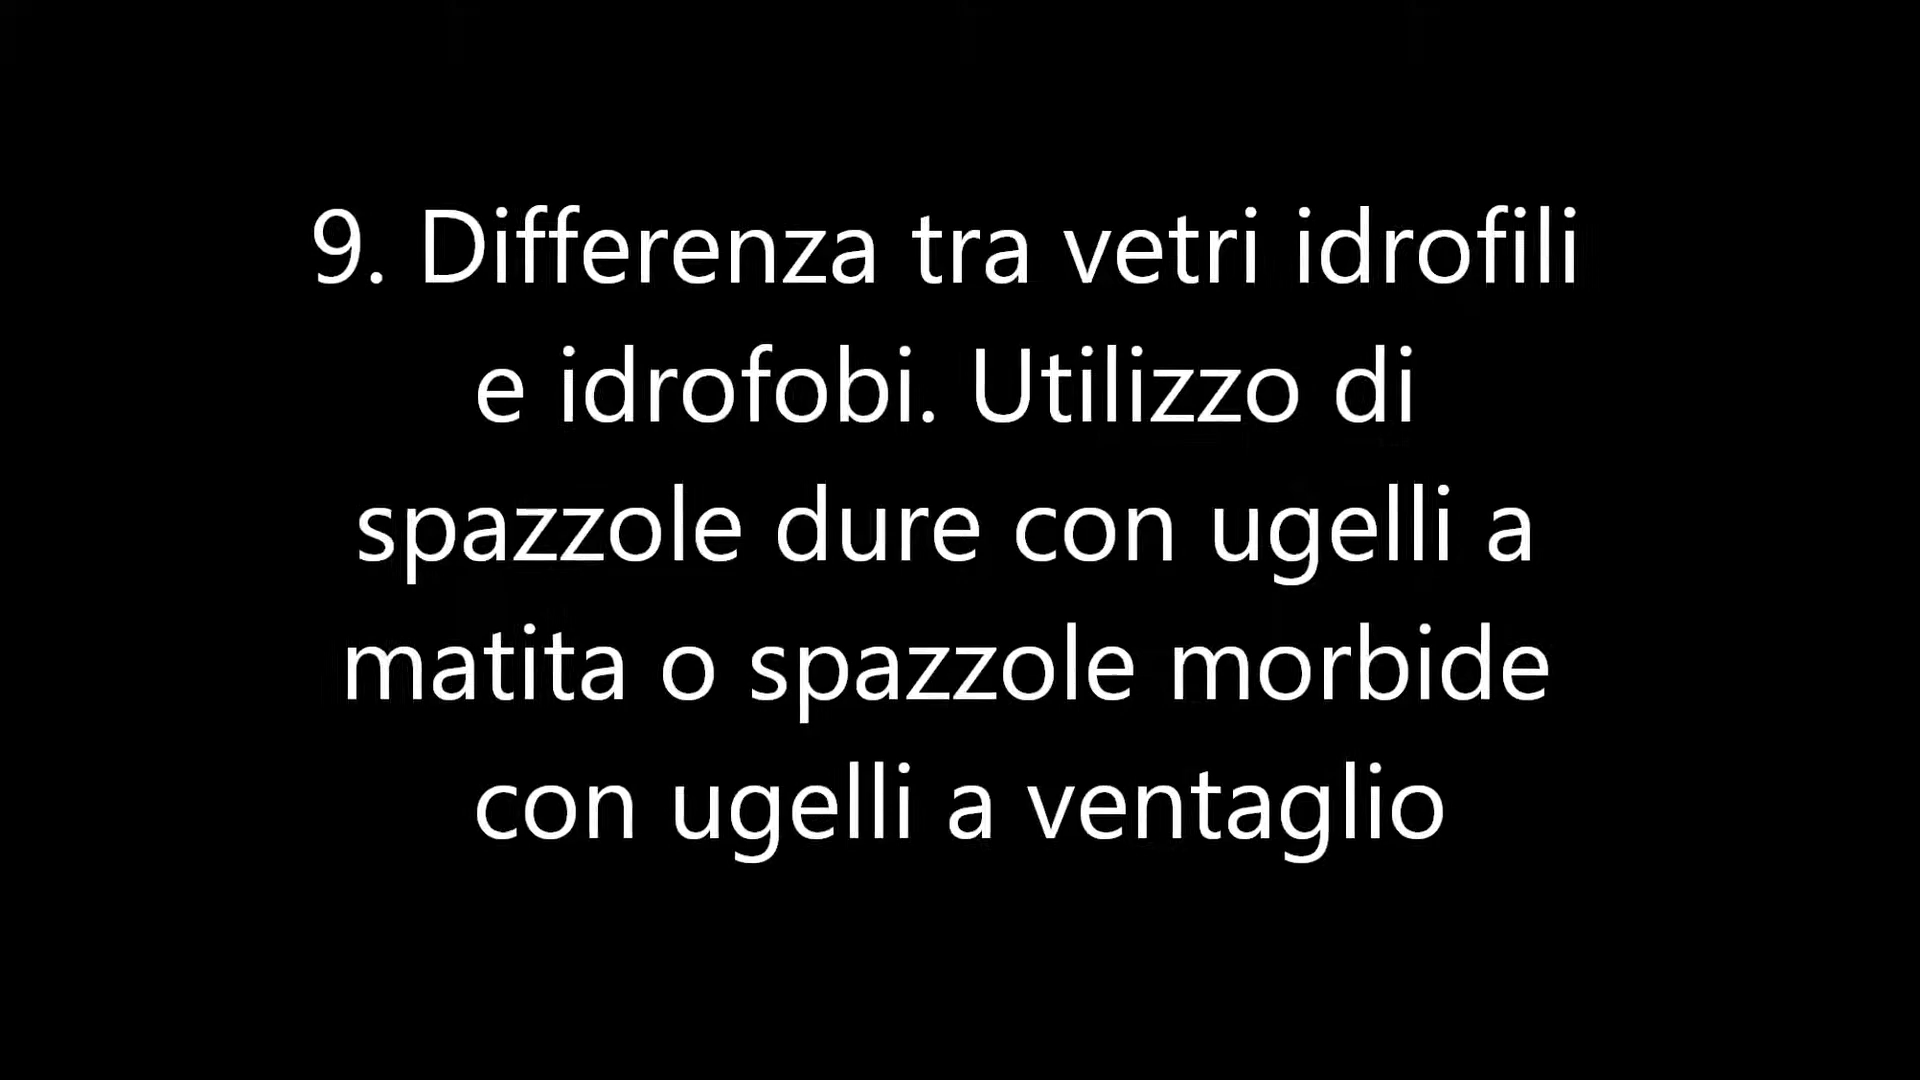 9. Differenza tra vetri idrofili
e idrofobi. Utilizzo di
spazzole dure con ugelli a
matita o spazzole morbide
con ugelli a ventaglio